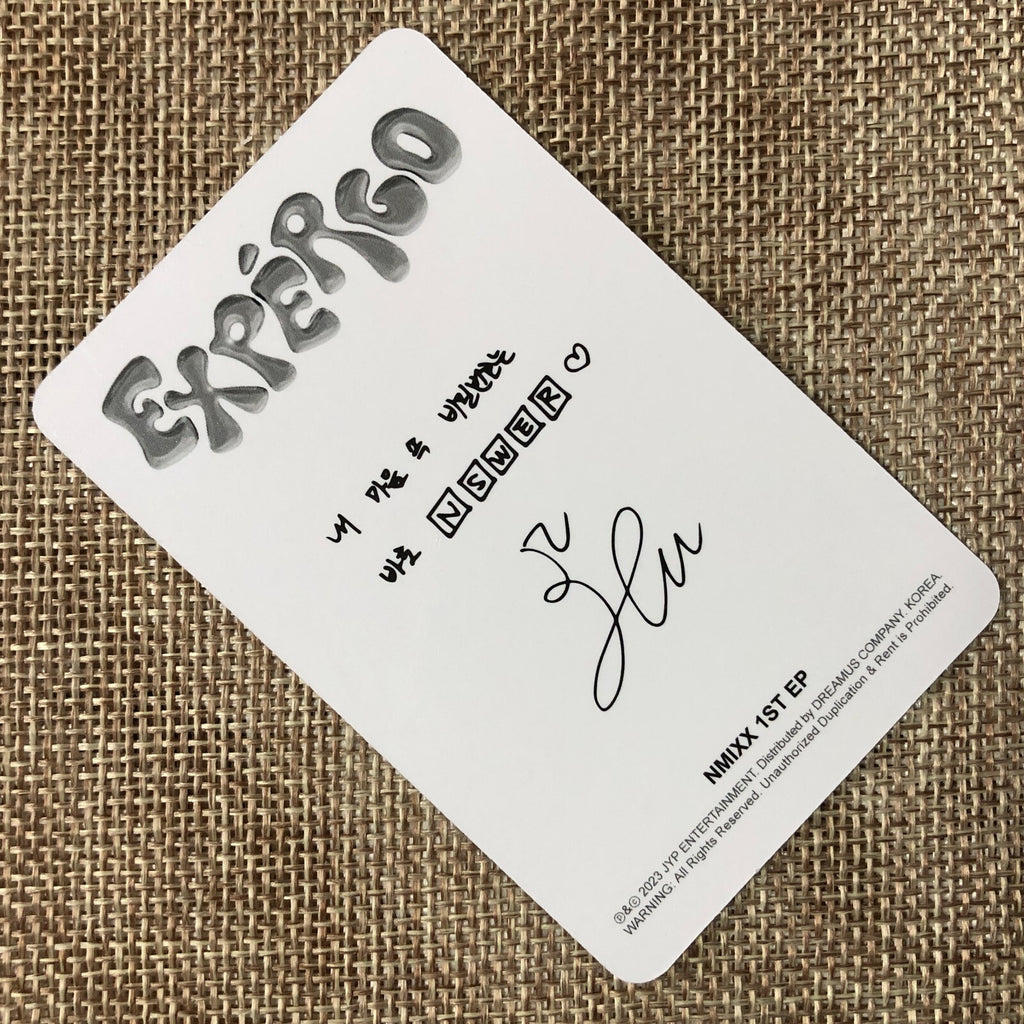 EXPÉRGO
내 마음 속 비밀번호는
바로 NSWER ♡
NMIXX 1ST EP
Ⓟ&© 2023 JYP ENTERTAINMENT. Distributed by DREAMUS COMPANY. KOREA.
WARNING: All Rights Reserved. Unauthorized Duplication & Rent is Prohibited.